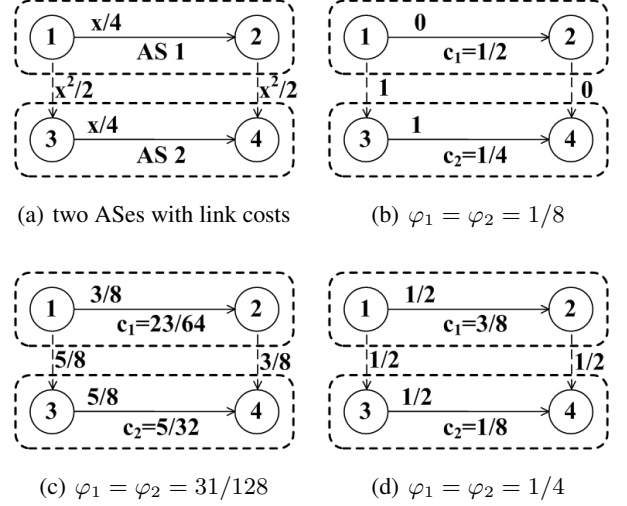 1 x/4 2
AS 1
x²/2 x²/2
3 x/4 4
AS 2
(a) two ASes with link costs
1 0 2
c₁=1/2
1 0
3 1 4
c₂=1/4
(b) φ₁ = φ₂ = 1/8
1 3/8 2
c₁=23/64
5/8 3/8
3 5/8 4
c₂=5/32
(c) φ₁ = φ₂ = 31/128
1 1/2 2
c₁=3/8
1/2 1/2
3 1/2 4
c₂=1/8
(d) φ₁ = φ₂ = 1/4